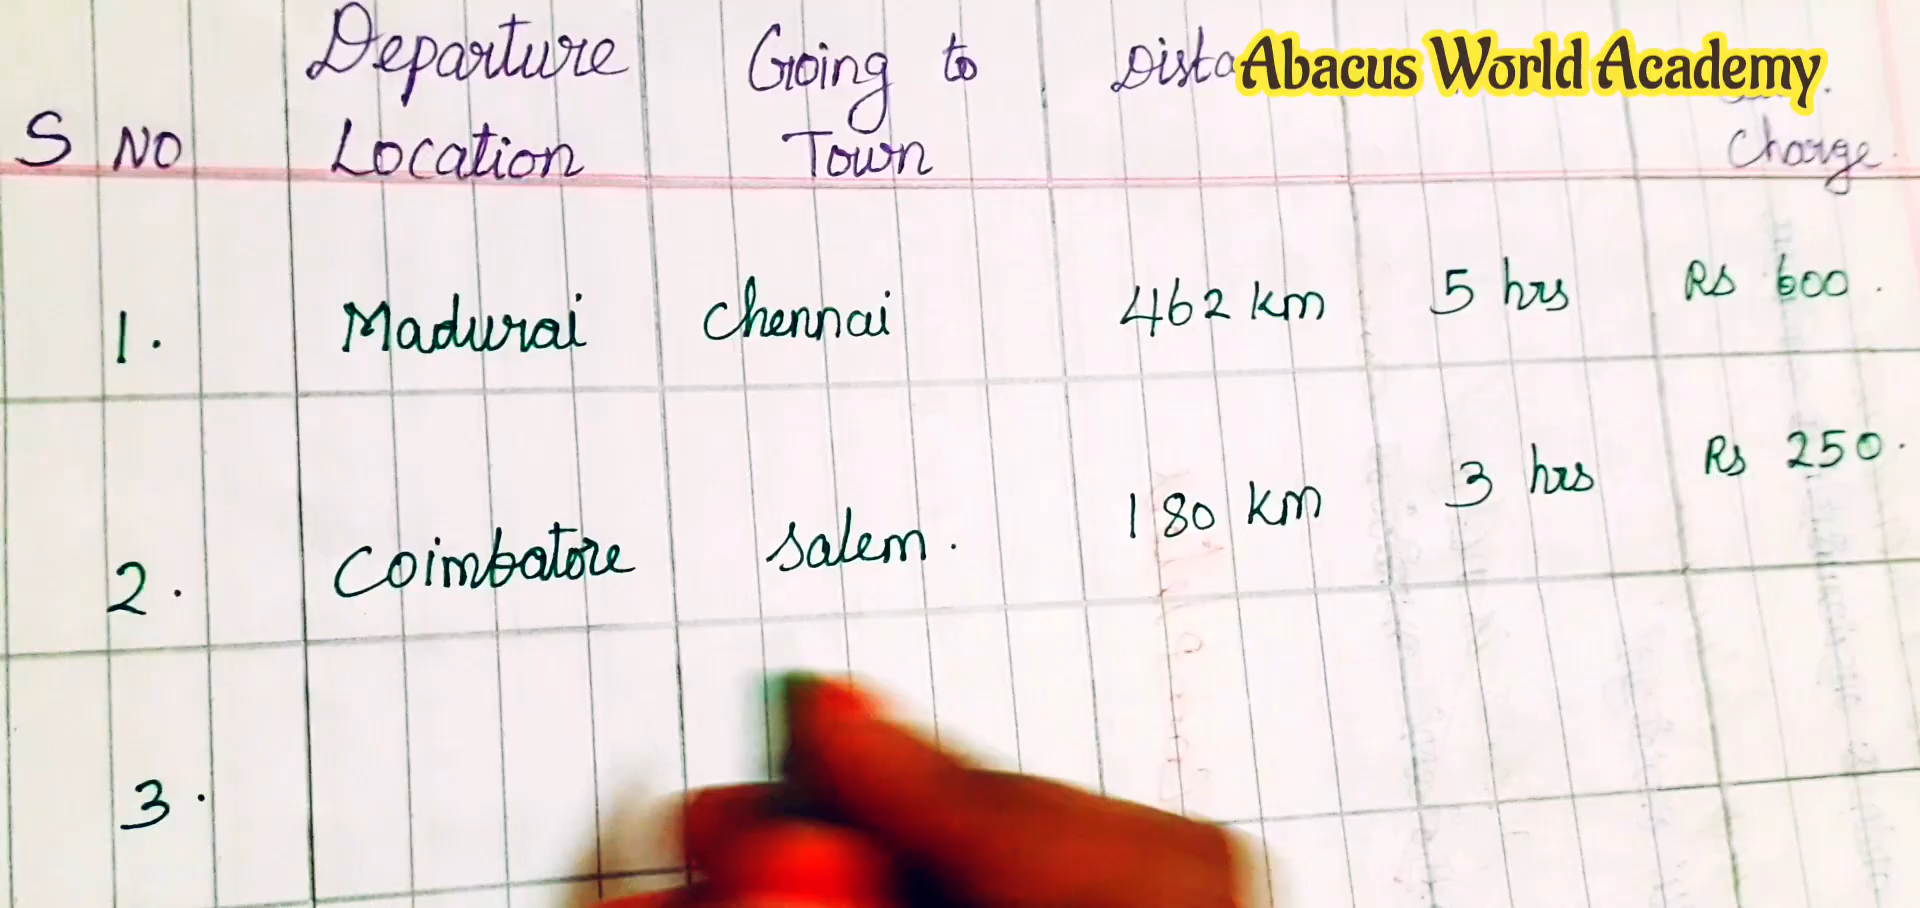 Departure Going to Abacus World Academy
S NO Location Town Charge.
1. Madurai Chennai 462 km 5 hrs Rs 600.
2. Coimbatore Salem. 180 km 3 hrs Rs 250.
3.